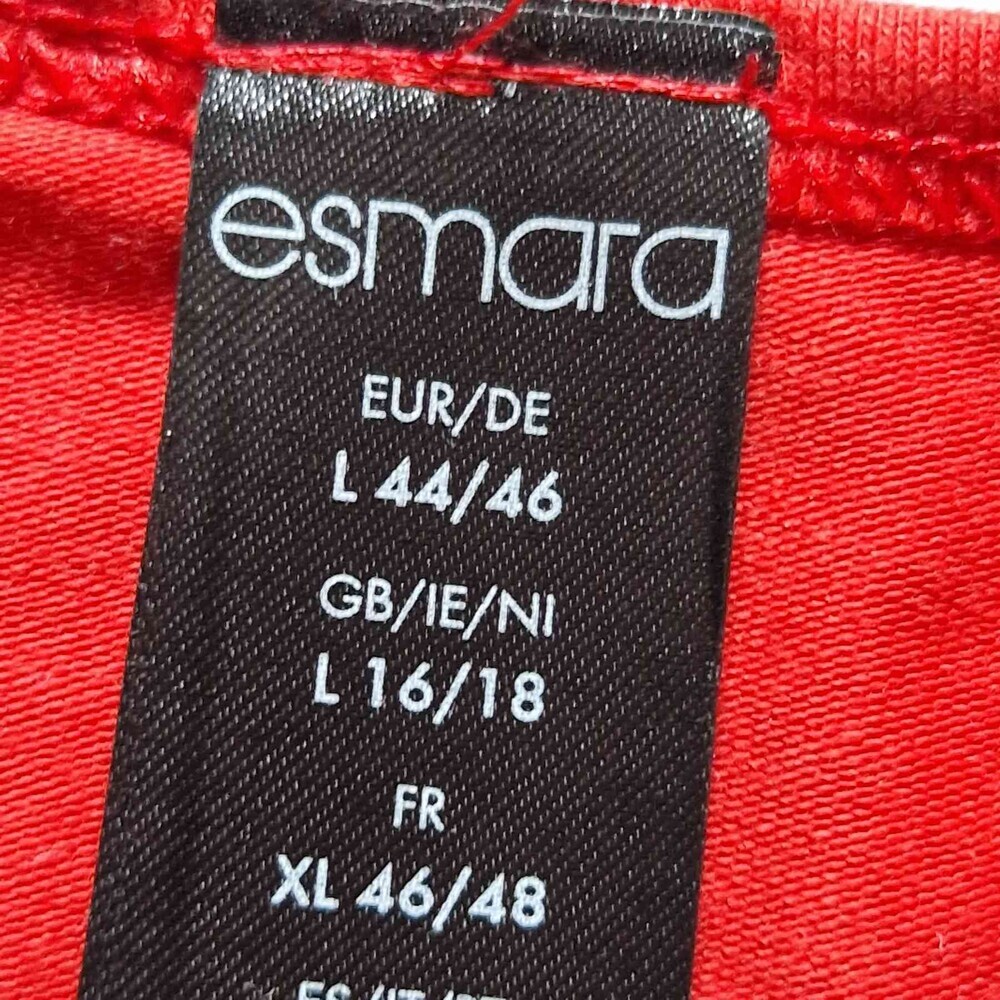 esmara
EUR/DE
L 44/46
GB/IE/NI
L 16/18
FR
XL 46/48